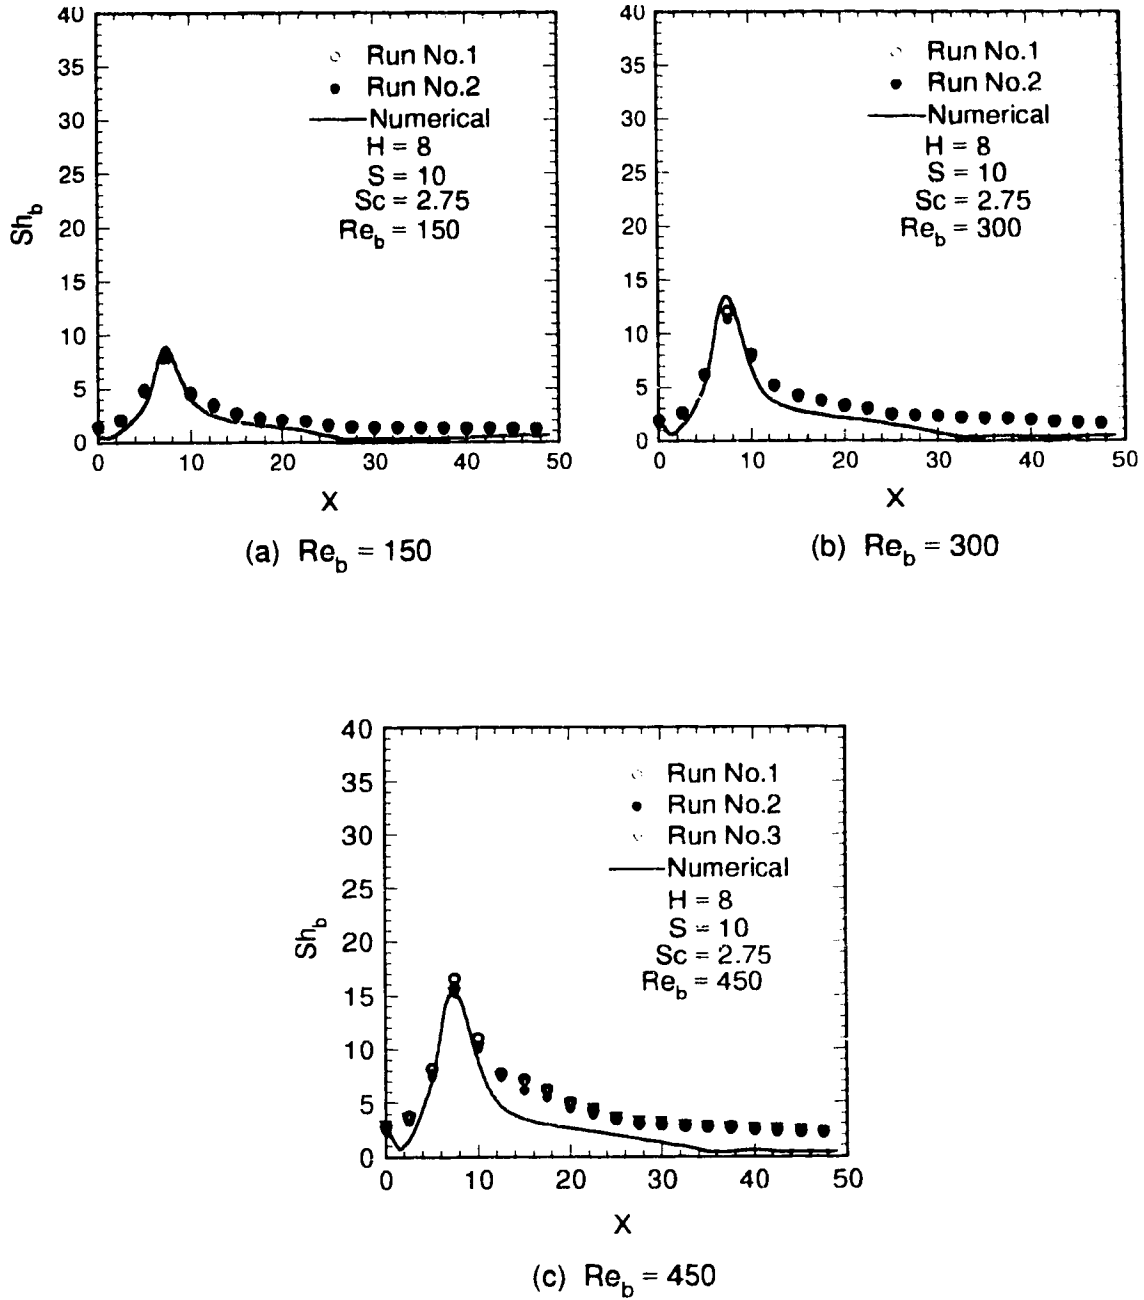 40
35
30
25
20
15
10
5
0
Sh_b
Run No.1
Run No.2
Numerical
H = 8
S = 10
Sc = 2.75
Re_b = 150
0 10 20 30 40 50
X
(a) Re_b = 150
40
35
30
25
20
15
10
5
0
Run No.1
Run No.2
Numerical
H = 8
S = 10
Sc = 2.75
Re_b = 300
0 10 20 30 40 50
X
(b) Re_b = 300
40
35
30
25
20
15
10
5
0
Sh_b
Run No.1
Run No.2
Run No.3
Numerical
H = 8
S = 10
Sc = 2.75
Re_b = 450
0 10 20 30 40 50
X
(c) Re_b = 450